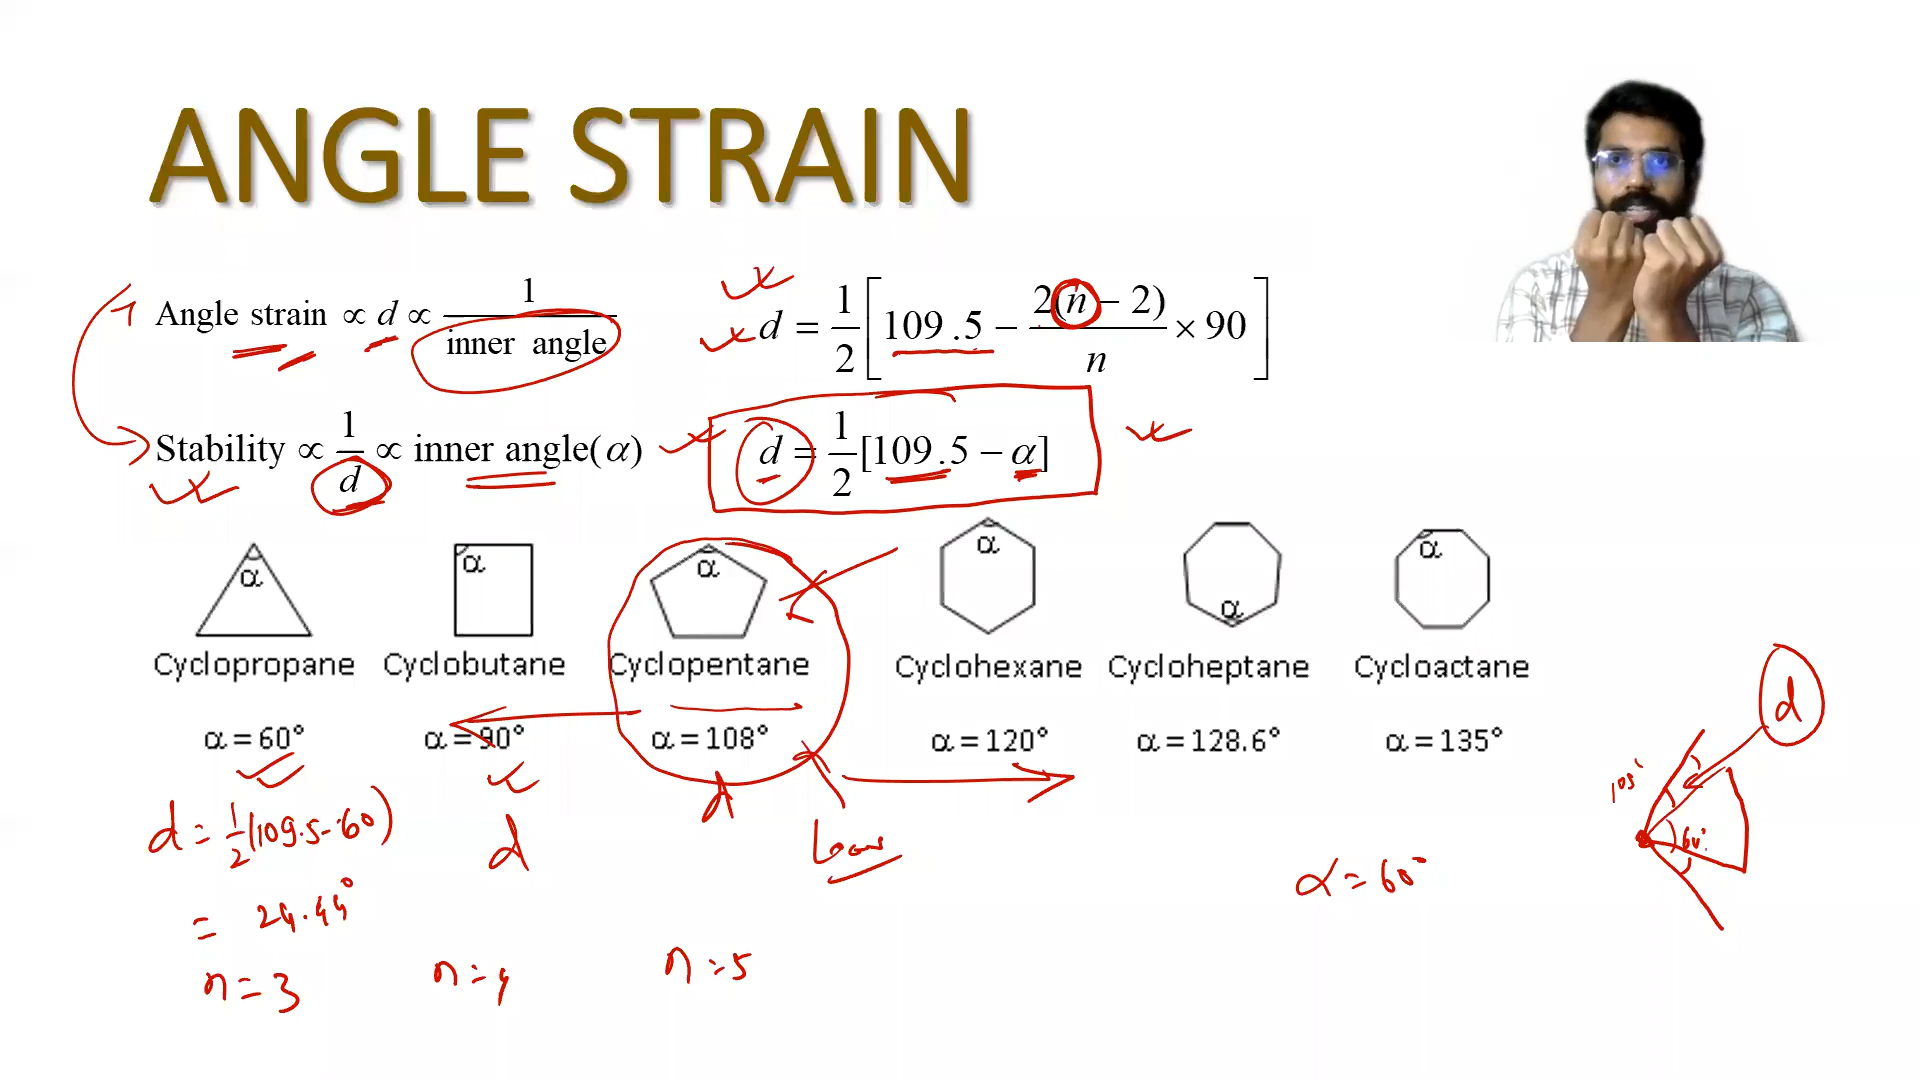 ANGLE STRAIN
Angle strain ∝ d ∝ 1 / inner angle
d = 1/2 [109.5 − 2(n − 2)/n × 90]
Stability ∝ 1/d ∝ inner angle(α)
d = 1/2 [109.5 − α]
α α α α α α
Cyclopropane Cyclobutane Cyclopentane Cyclohexane Cycloheptane Cycloactane
α = 60° α = 90° α = 108° α = 120° α = 128.6° α = 135°
d
d = 1/2 (109.5 - 60)
d
d
60°
α = 60°
= 24.44°
n = 3
n = 4
n = 5